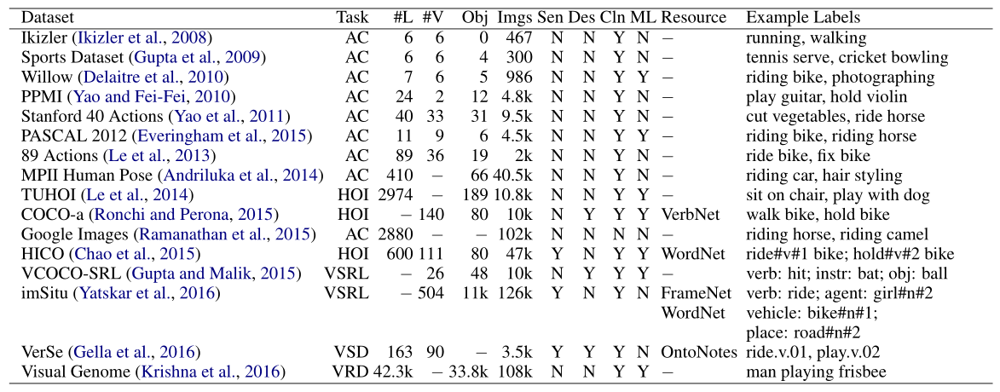 Dataset Task #L #V Obj Imgs Sen Des Cln ML Resource Example Labels
Ikizler (Ikizler et al., 2008) AC 6 6 0 467 N N Y N − running, walking
Sports Dataset (Gupta et al., 2009) AC 6 6 4 300 N N Y N − tennis serve, cricket bowling
Willow (Delaitre et al., 2010) AC 7 6 5 986 N N Y Y − riding bike, photographing
PPMI (Yao and Fei-Fei, 2010) AC 24 2 12 4.8k N N Y N − play guitar, hold violin
Stanford 40 Actions (Yao et al., 2011) AC 40 33 31 9.5k N N Y N − cut vegetables, ride horse
PASCAL 2012 (Everingham et al., 2015) AC 11 9 6 4.5k N N Y Y − riding bike, riding horse
89 Actions (Le et al., 2013) AC 89 36 19 2k N N Y N − ride bike, fix bike
MPII Human Pose (Andriluka et al., 2014) AC 410 − 66 40.5k N N Y N − riding car, hair styling
TUHOI (Le et al., 2014) HOI 2974 − 189 10.8k N N Y Y − sit on chair, play with dog
COCO-a (Ronchi and Perona, 2015) HOI − 140 80 10k N Y Y Y VerbNet walk bike, hold bike
Google Images (Ramanathan et al., 2015) AC 2880 − − 102k N N N N − riding horse, riding camel
HICO (Chao et al., 2015) HOI 600 111 80 47k Y N Y Y WordNet ride#v#1 bike; hold#v#2 bike
VCOCO-SRL (Gupta and Malik, 2015) VSRL − 26 48 10k N Y Y Y − verb: hit; instr: bat; obj: ball
imSitu (Yatskar et al., 2016) VSRL − 504 11k 126k Y N Y N FrameNet verb: ride; agent: girl#n#2
WordNet vehicle: bike#n#1;
place: road#n#2
VerSe (Gella et al., 2016) VSD 163 90 − 3.5k Y Y Y N OntoNotes ride.v.01, play.v.02
Visual Genome (Krishna et al., 2016) VRD 42.3k − 33.8k 108k N N Y Y − man playing frisbee